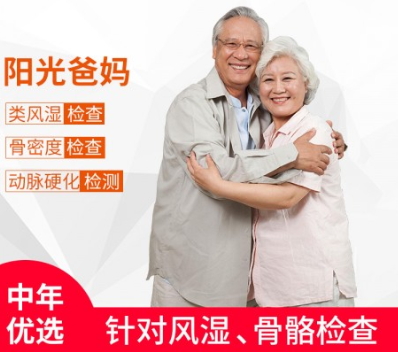 阳光爸妈
类风湿 检查
骨密度 检查
动脉硬化 检测
中年
优选
针对风湿、骨骼检查